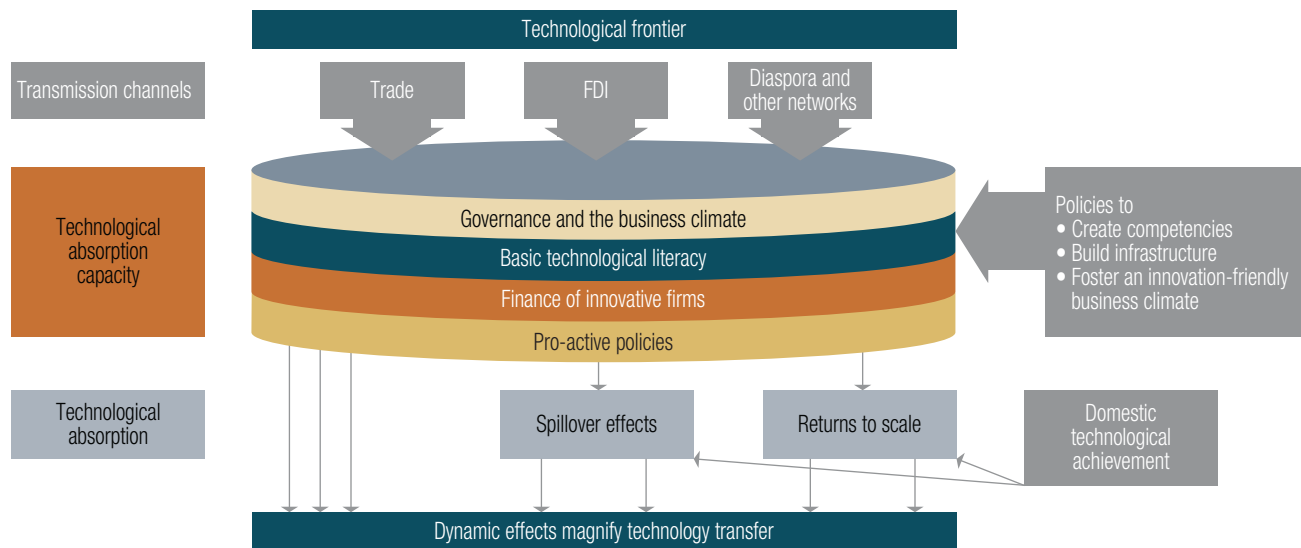 Technological frontier
Transmission channels
Trade
FDI
Diaspora and
other networks
Technological
absorption
capacity
Governance and the business climate
Basic technological literacy
Finance of innovative firms
Pro-active policies
Policies to
• Create competencies
• Build infrastructure
• Foster an innovation-friendly
business climate
Technological
absorption
Spillover effects
Returns to scale
Domestic
technological
achievement
Dynamic effects magnify technology transfer